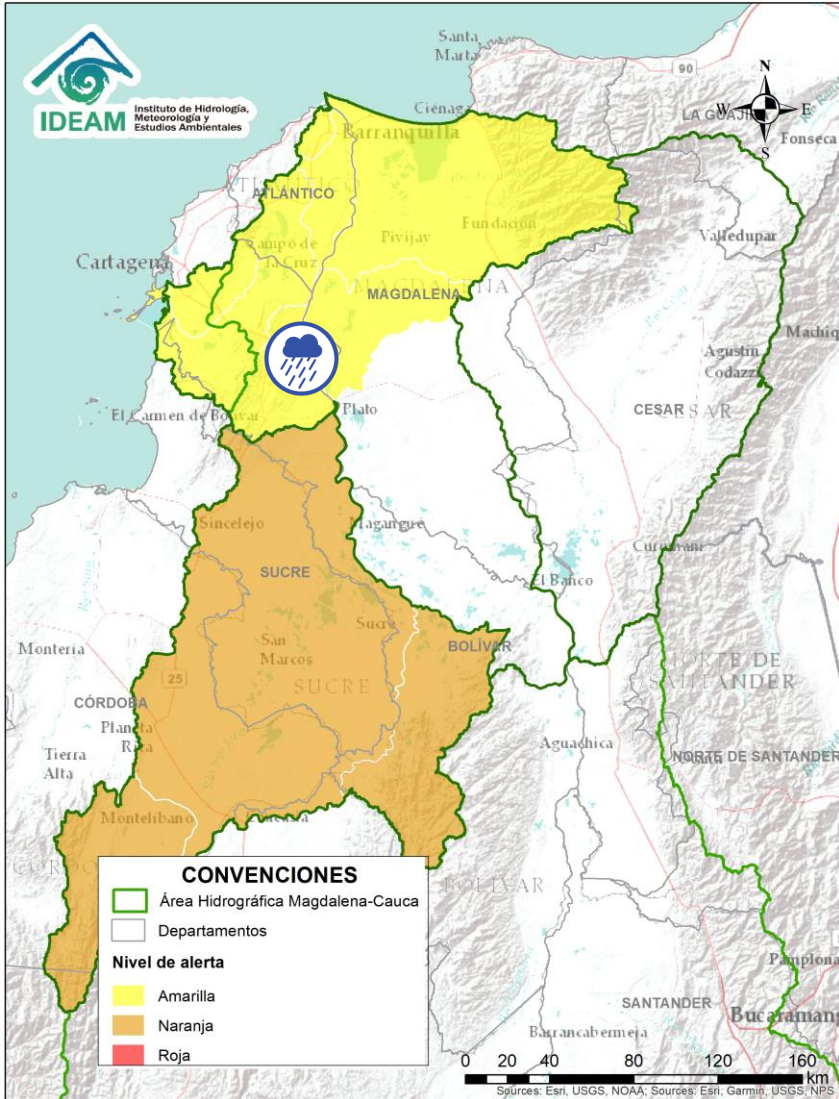 IDEAM
Instituto de Hidrología,
Meteorología y
Estudios Ambientales
Santa
Marta
90
N
W
E
S
Ciénaga
LA GUAJIRA
Fonseca
Barranquilla
ATLÁNTICO
Fundación
Valledupar
Pivijay
Campo de
la Cruz
Cartagena
MAGDALENA
MAGDALENA
Agustín
Codazzi
CESAR
CESAR
El Carmen de Bolívar
Plato
Sincelejo
Magangué
Curumaní
El Banco
SUCRE
Sucre
BOLÍVAR
San
Marcos
SUCRE
Montería
25
NORTE DE
SANTANDER
CÓRDOBA
Planeta
Rica
Tierra
Alta
Aguachica
NORTE DE SANTANDER
Montelíbano
BOLÍVAR
CONVENCIONES
Área Hidrográfica Magdalena-Cauca
Departamentos
Nivel de alerta
Amarilla
Naranja
Roja
Pamplona
SANTANDER
Bucaramang
Barrancabermeja
0 20 40 80 120 160
km
Sources: Esri, USGS, NOAA; Sources: Esri, Garmin, USGS, NPS